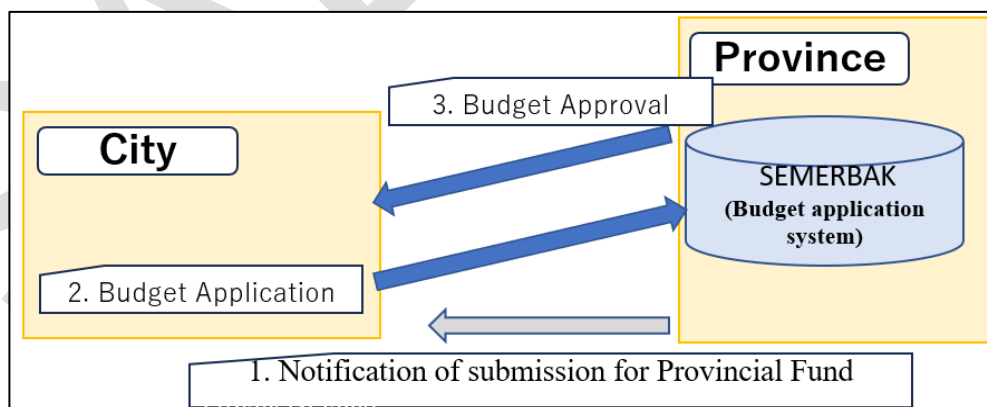 Province
3. Budget Approval
City
SEMERBAK
(Budget application
system)
2. Budget Application
1. Notification of submission for Provincial Fund